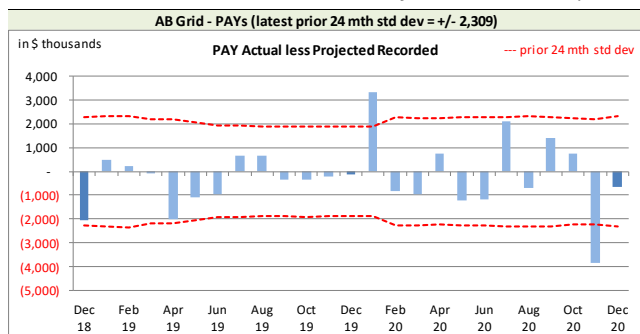 AB Grid - PAYs (latest prior 24 mth std dev = +/- 2,309)
in $ thousands
PAY Actual less Projected Recorded
--- prior 24 mth std dev
4,000
3,000
2,000
1,000
-
(1,000)
(2,000)
(3,000)
(4,000)
(5,000)
Dec Feb Apr Jun Aug Oct Dec Feb Apr Jun Aug Oct Dec
18 19 19 19 19 19 19 20 20 20 20 20 20